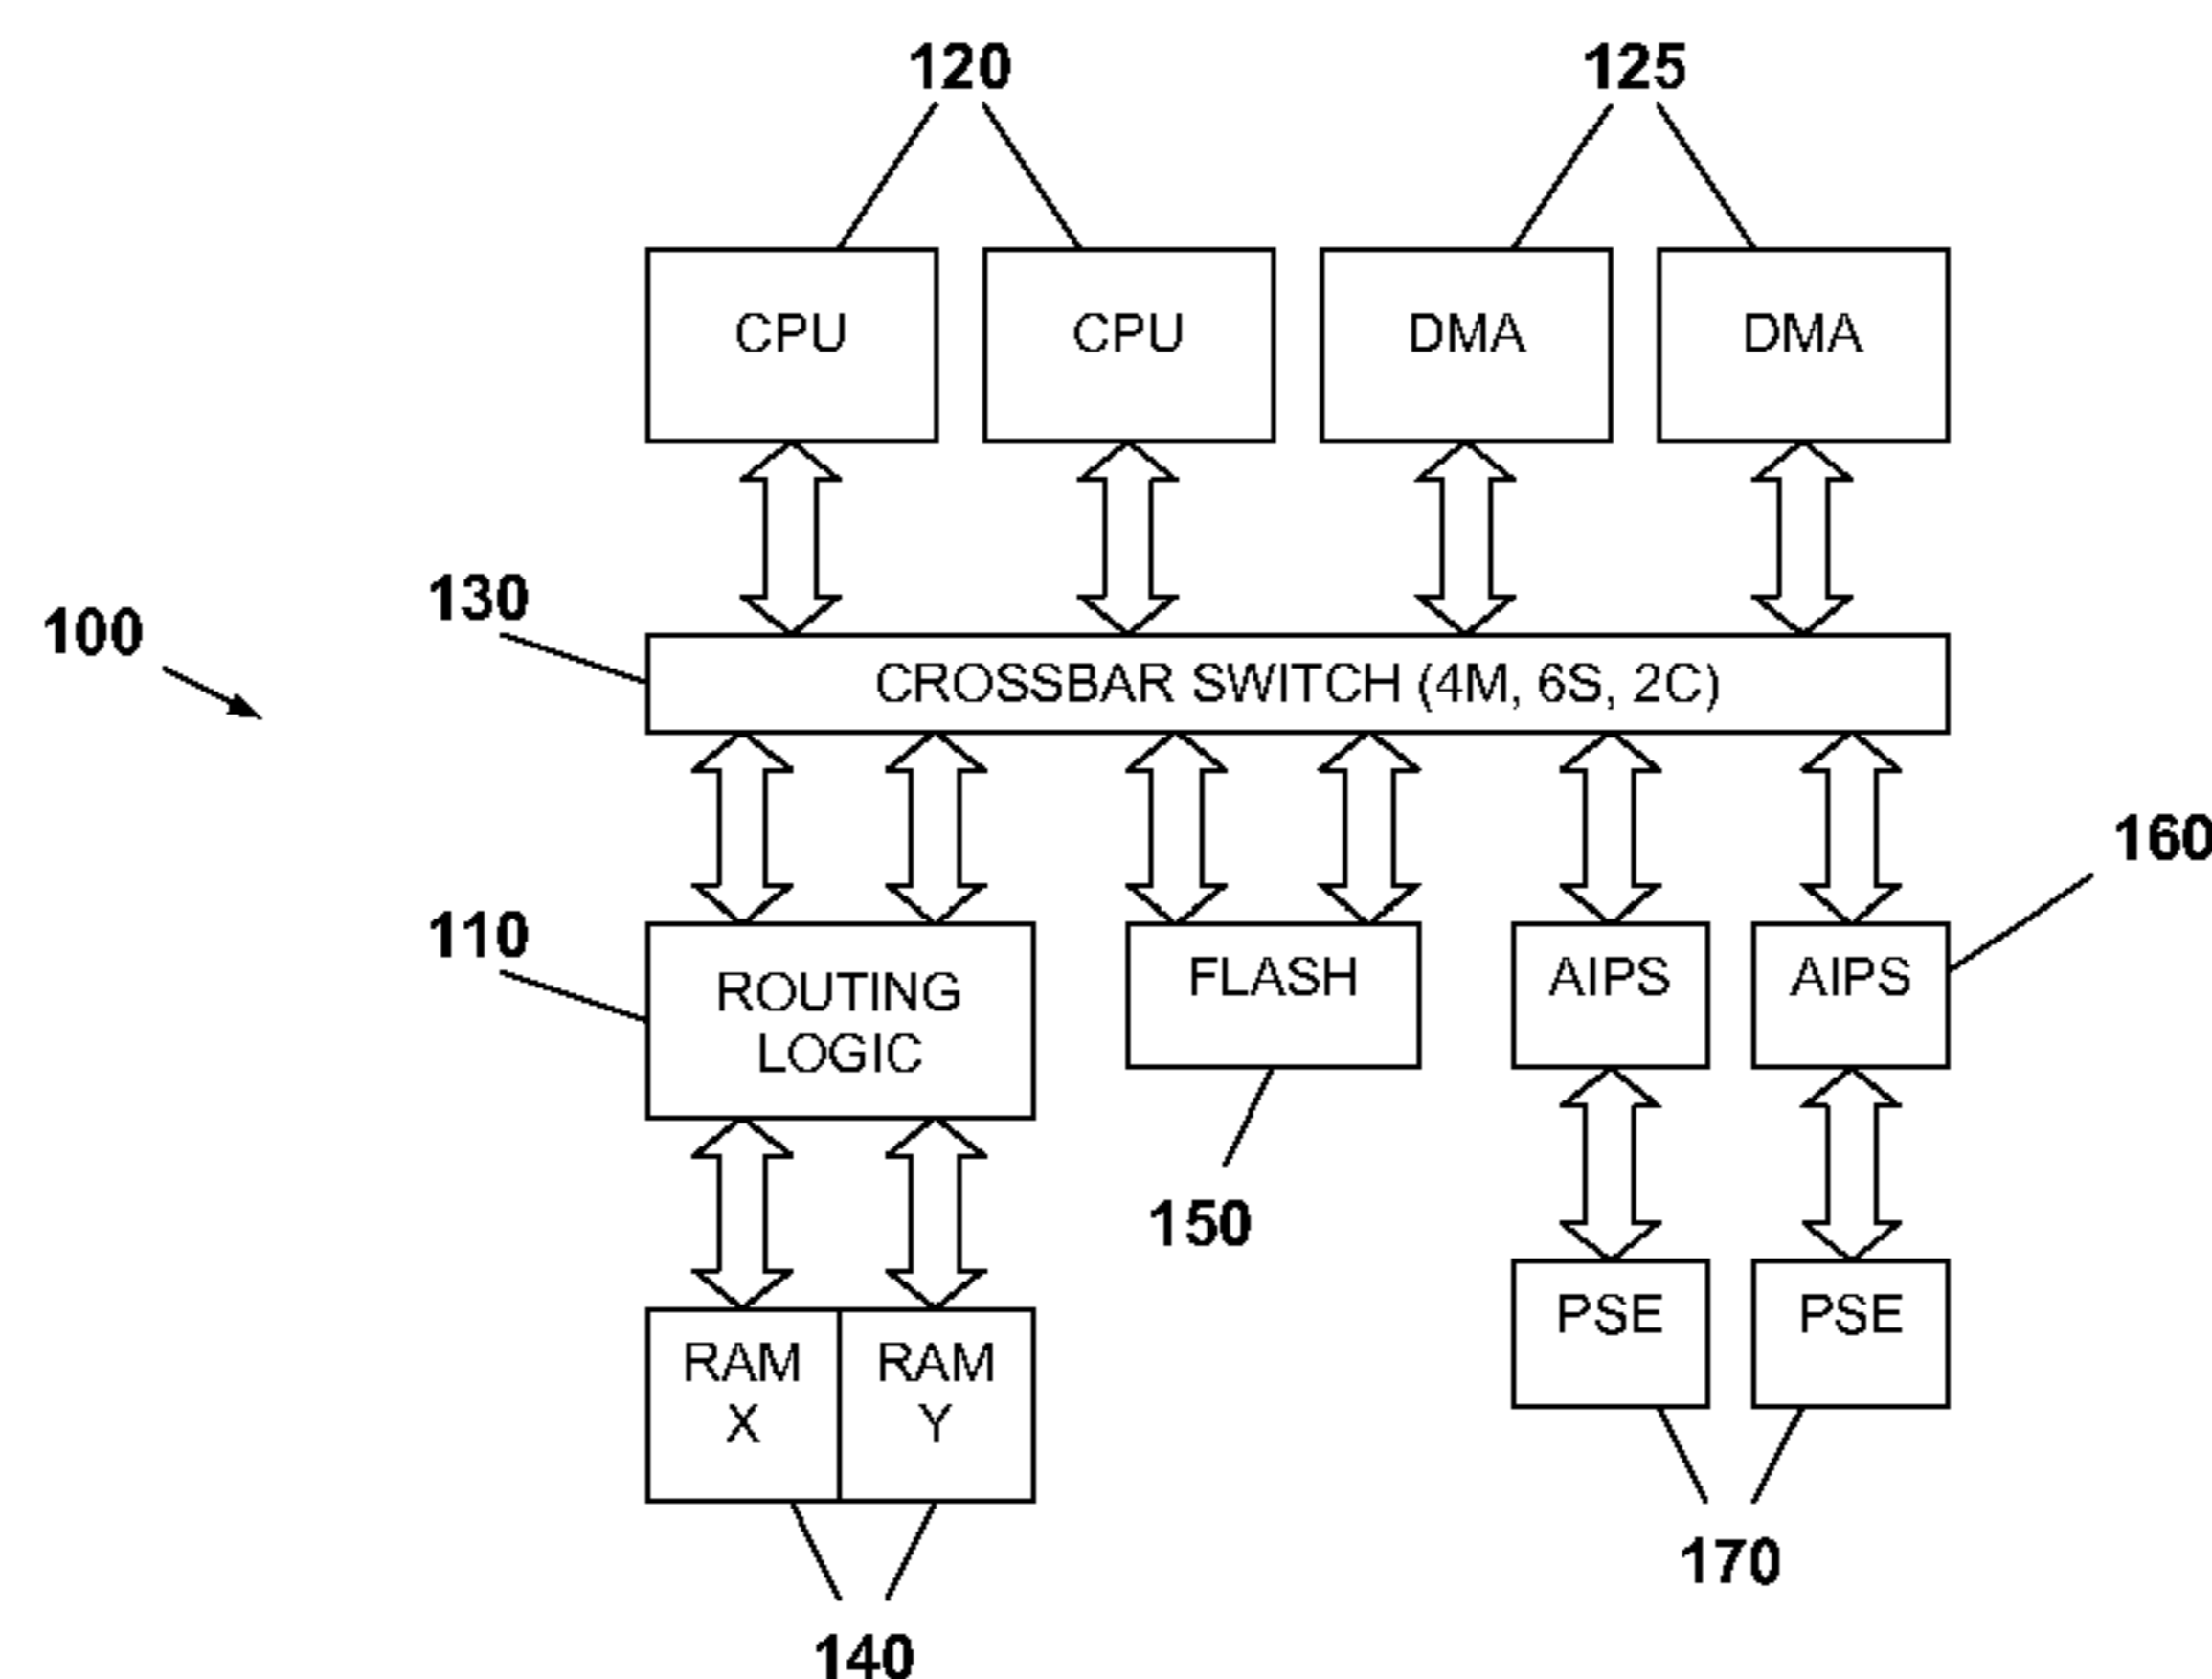 120
125
CPU
CPU
DMA
DMA
130
100
CROSSBAR SWITCH (4M, 6S, 2C)
160
110
ROUTING
LOGIC
FLASH
AIPS
AIPS
150
RAM
X
RAM
Y
PSE
PSE
170
140